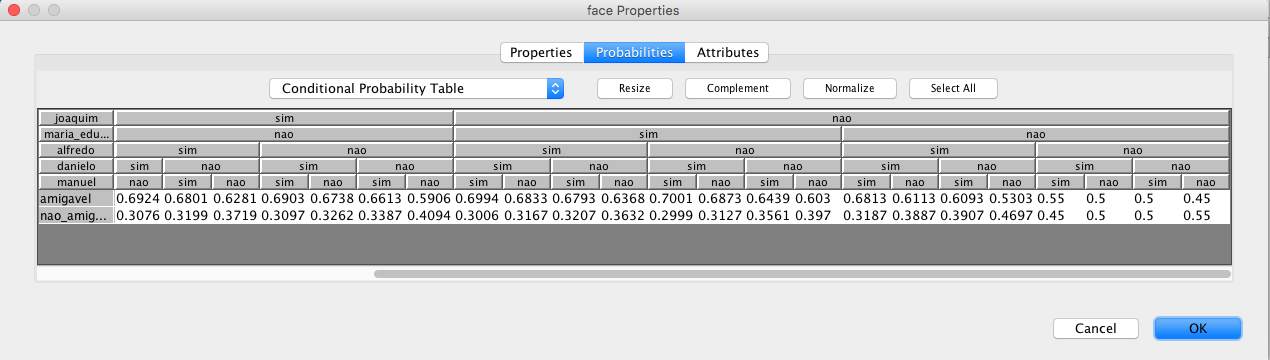 face Properties
Properties Probabilities Attributes
Conditional Probability Table Resize Complement Normalize Select All
joaquim sim nao
maria_edu... nao sim nao
alfredo sim nao sim nao sim nao
danielo sim nao sim nao sim nao sim nao sim nao sim nao
manuel nao sim nao sim nao sim nao sim nao sim nao sim nao sim nao sim nao sim nao sim nao sim nao
amigavel 0.6924 0.6801 0.6281 0.6903 0.6738 0.6613 0.5906 0.6994 0.6833 0.6793 0.6368 0.7001 0.6873 0.6439 0.603 0.6813 0.6113 0.6093 0.5303 0.55 0.5 0.5 0.45
nao_amig... 0.3076 0.3199 0.3719 0.3097 0.3262 0.3387 0.4094 0.3006 0.3167 0.3207 0.3632 0.2999 0.3127 0.3561 0.397 0.3187 0.3887 0.3907 0.4697 0.45 0.5 0.5 0.55
Cancel OK